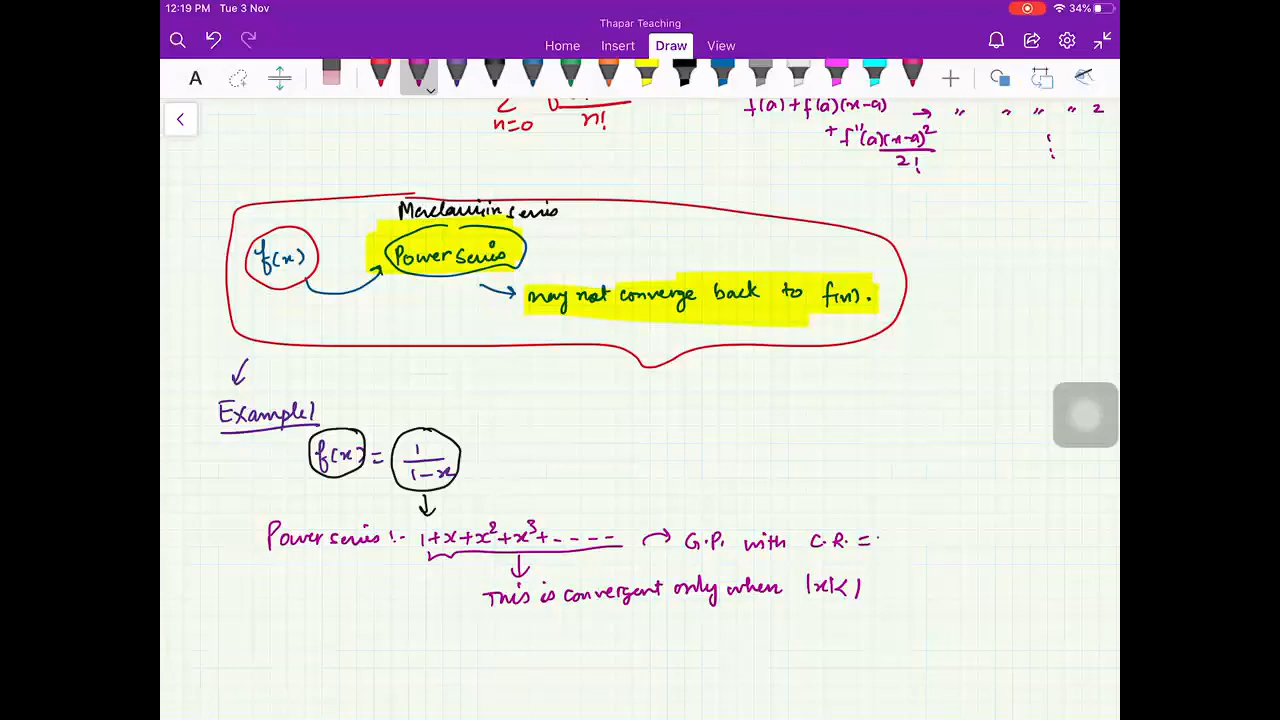 12:19 PM Tue 3 Nov
34%
Thapar Teaching
Home Insert Draw View
A
f(a) + f'(a)(x-a) → " " " " 2
Σ n=0 n!
+ f''(a)(x-a)²
2!
Maclaurin series
f(x) Power series
may not converge back to f(x).
Example 1
f(x) = 1/(1-x)
Power series :- 1+x+x²+x³+---- → G.P. with C.R. =
This is convergent only when |x|<1